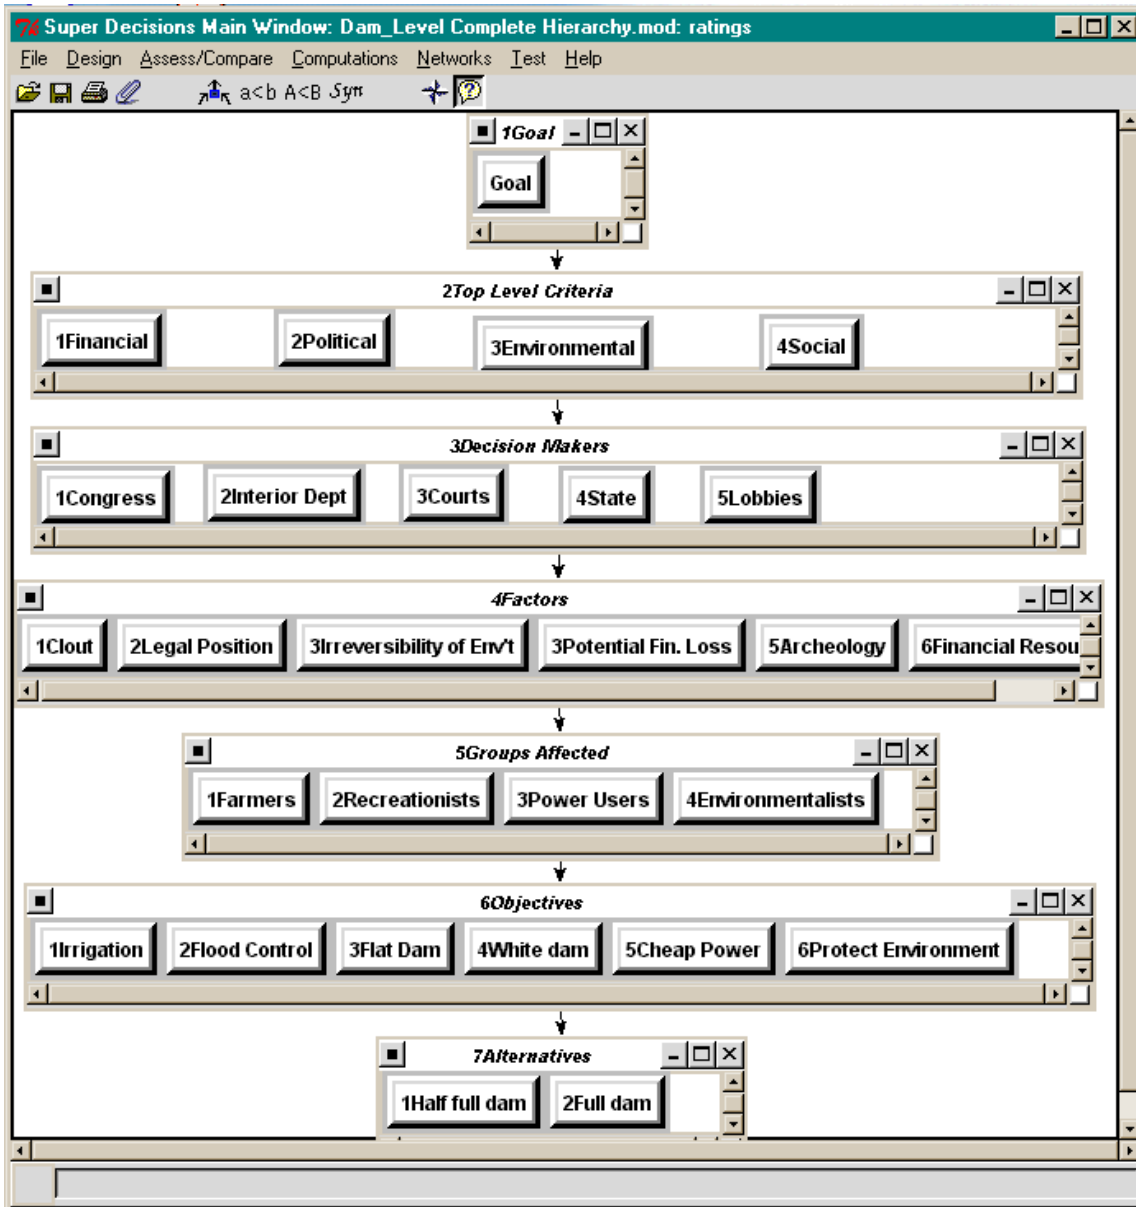 Super Decisions Main Window: Dam_Level Complete Hierarchy.mod: ratings
File Design Assess/Compare Computations Networks Test Help
a<b A<B Syn
1Goal
Goal
2Top Level Criteria
1Financial 2Political 3Environmental 4Social
3Decision Makers
1Congress 2Interior Dept 3Courts 4State 5Lobbies
4Factors
1Clout 2Legal Position 3Irreversibility of Env't 3Potential Fin. Loss 5Archeology 6Financial Resou
5Groups Affected
1Farmers 2Recreationists 3Power Users 4Environmentalists
6Objectives
1Irrigation 2Flood Control 3Flat Dam 4White dam 5Cheap Power 6Protect Environment
7Alternatives
1Half full dam 2Full dam